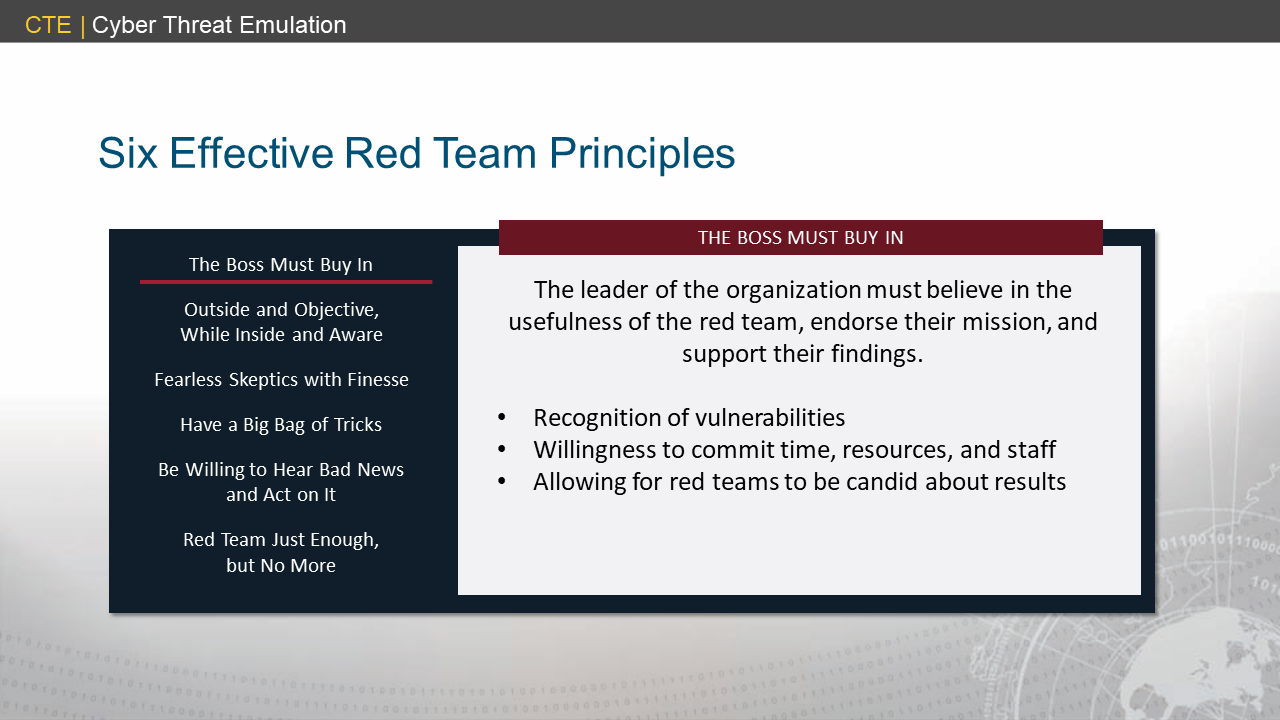 CTE | Cyber Threat Emulation
Six Effective Red Team Principles
The Boss Must Buy In
Outside and Objective,
While Inside and Aware
Fearless Skeptics with Finesse
Have a Big Bag of Tricks
Be Willing to Hear Bad News
and Act on It
Red Team Just Enough,
but No More
THE BOSS MUST BUY IN
The leader of the organization must believe in the
usefulness of the red team, endorse their mission, and
support their findings.
• Recognition of vulnerabilities
• Willingness to commit time, resources, and staff
• Allowing for red teams to be candid about results